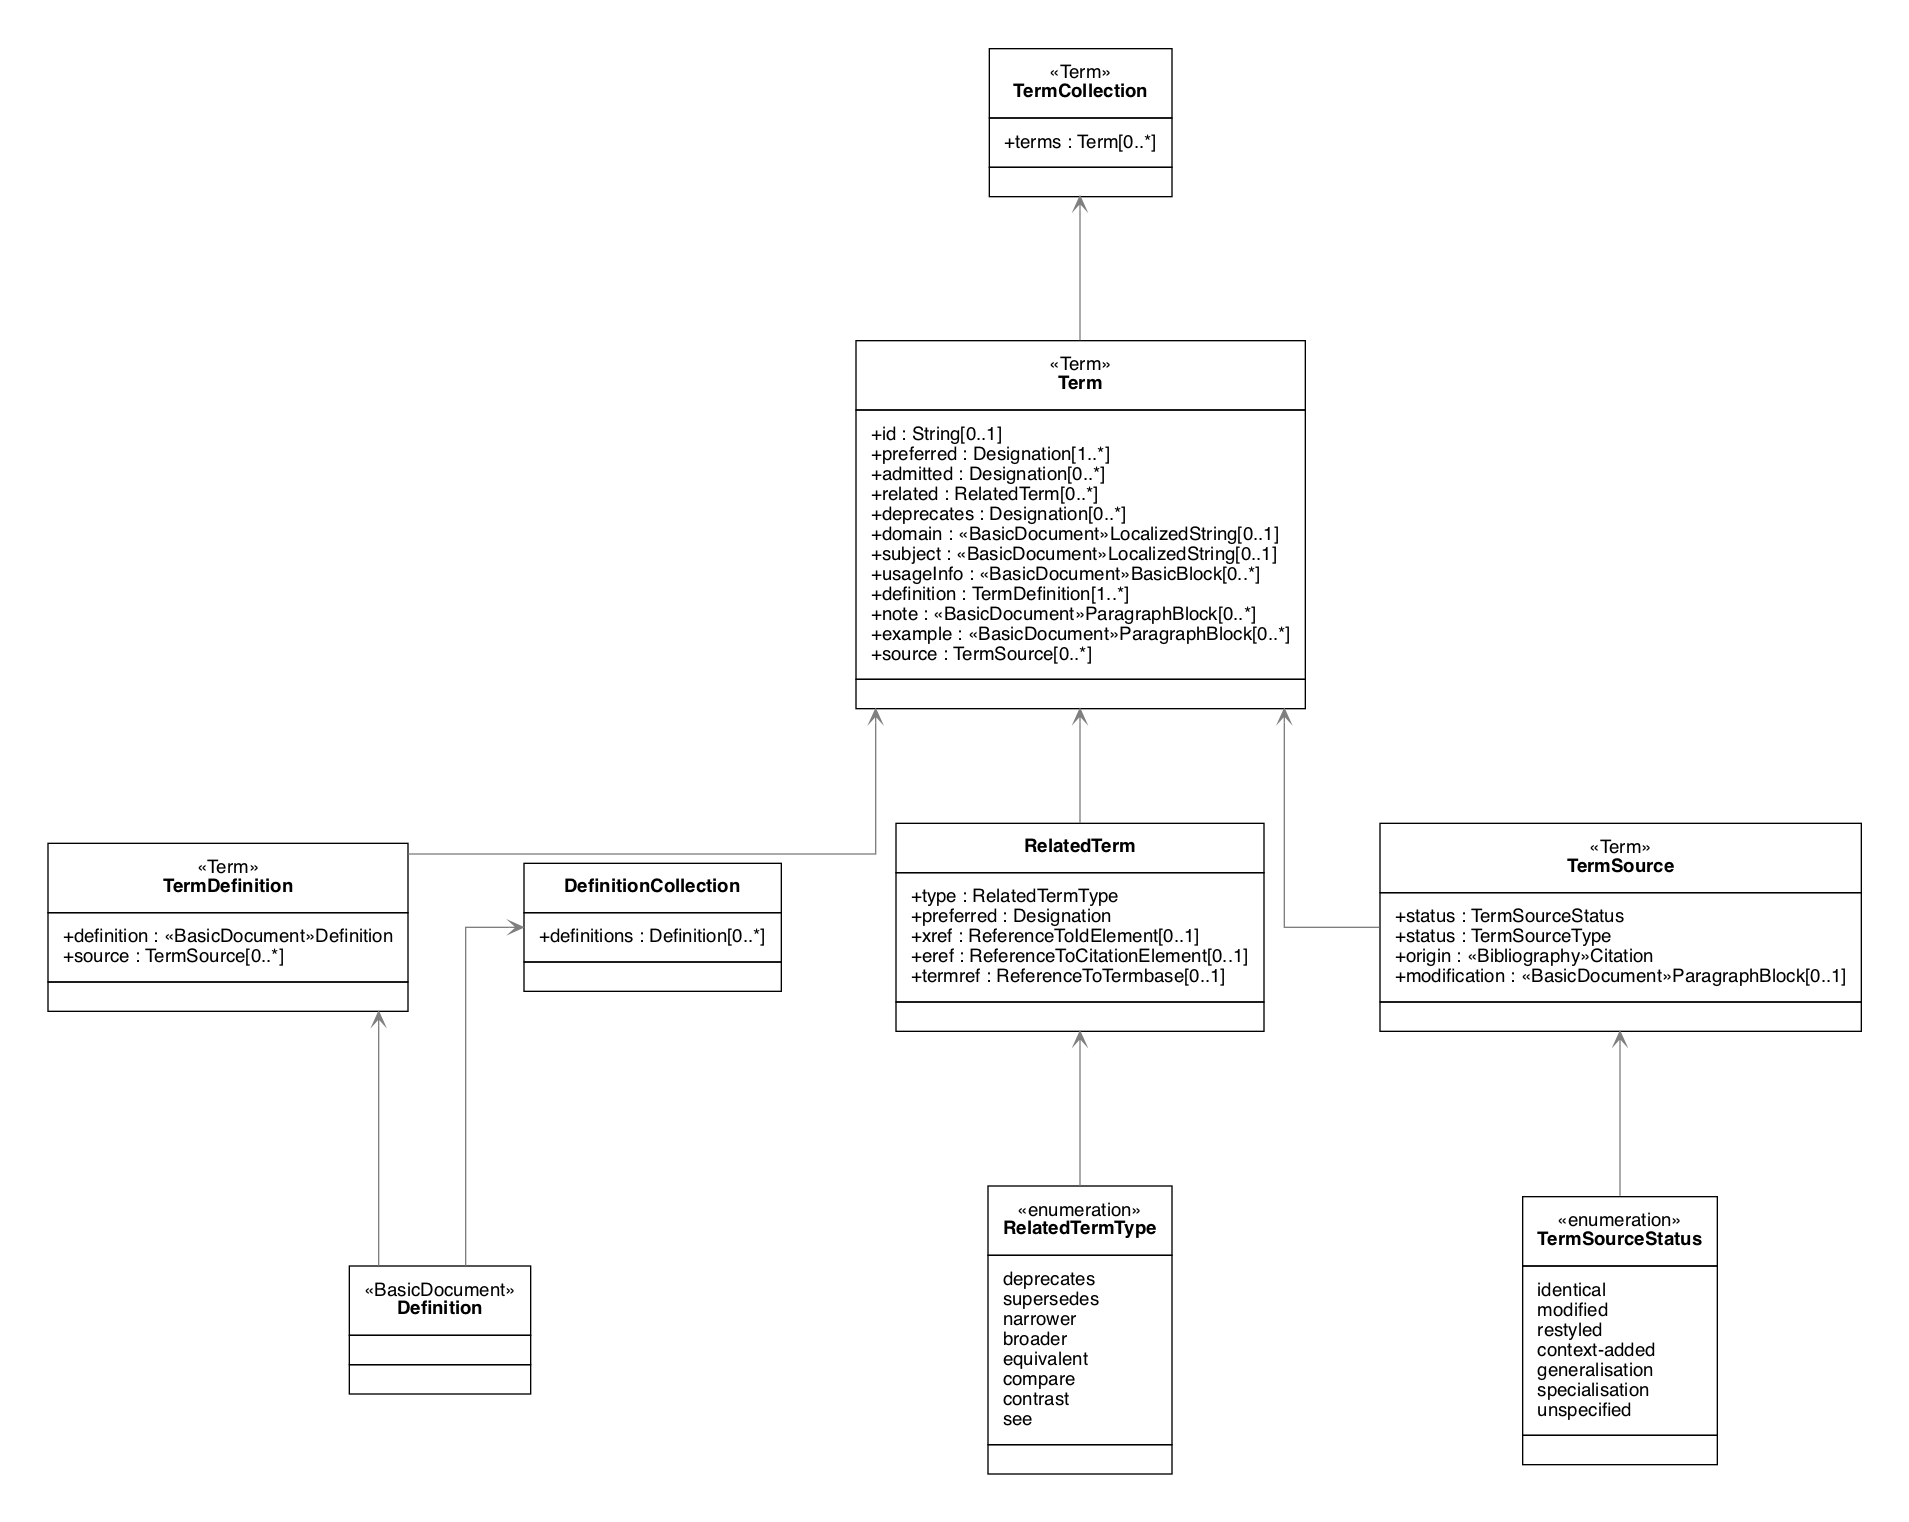 «Term»
TermCollection
+terms : Term[0..*]
«Term»
Term
+id : String[0..1]
+preferred : Designation[1..*]
+admitted : Designation[0..*]
+related : RelatedTerm[0..*]
+deprecates : Designation[0..*]
+domain : «BasicDocument»LocalizedString[0..1]
+subject : «BasicDocument»LocalizedString[0..1]
+usageInfo : «BasicDocument»BasicBlock[0..*]
+definition : TermDefinition[1..*]
+note : «BasicDocument»ParagraphBlock[0..*]
+example : «BasicDocument»ParagraphBlock[0..*]
+source : TermSource[0..*]
«Term»
TermDefinition
+definition : «BasicDocument»Definition
+source : TermSource[0..*]
DefinitionCollection
+definitions : Definition[0..*]
RelatedTerm
+type : RelatedTermType
+preferred : Designation
+xref : ReferenceToIdElement[0..1]
+eref : ReferenceToCitationElement[0..1]
+termref : ReferenceToTermbase[0..1]
«Term»
TermSource
+status : TermSourceStatus
+status : TermSourceType
+origin : «Bibliography»Citation
+modification : «BasicDocument»ParagraphBlock[0..1]
«BasicDocument»
Definition
«enumeration»
RelatedTermType
deprecates
supersedes
narrower
broader
equivalent
compare
contrast
see
«enumeration»
TermSourceStatus
identical
modified
restyled
context-added
generalisation
specialisation
unspecified